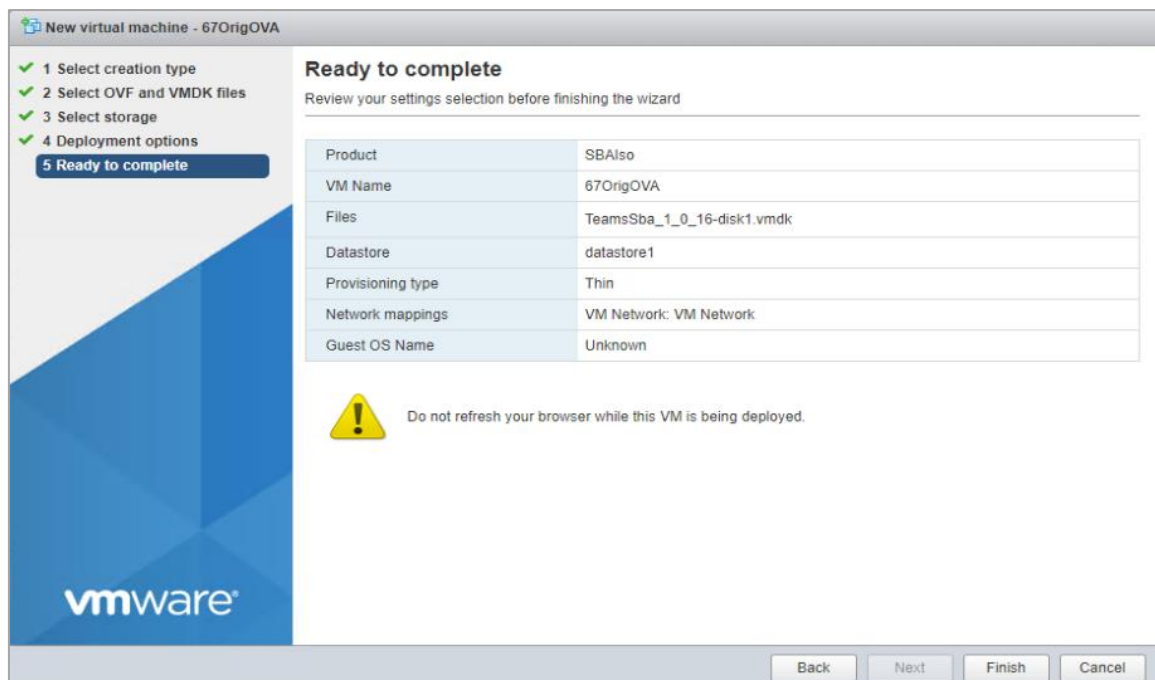 New virtual machine - 67OrigOVA
1 Select creation type
2 Select OVF and VMDK files
3 Select storage
4 Deployment options
5 Ready to complete
Ready to complete
Review your settings selection before finishing the wizard
Product SBAIso
VM Name 67OrigOVA
Files TeamsSba_1_0_16-disk1.vmdk
Datastore datastore1
Provisioning type Thin
Network mappings VM Network: VM Network
Guest OS Name Unknown
Do not refresh your browser while this VM is being deployed.
vmware®
Back Next Finish Cancel